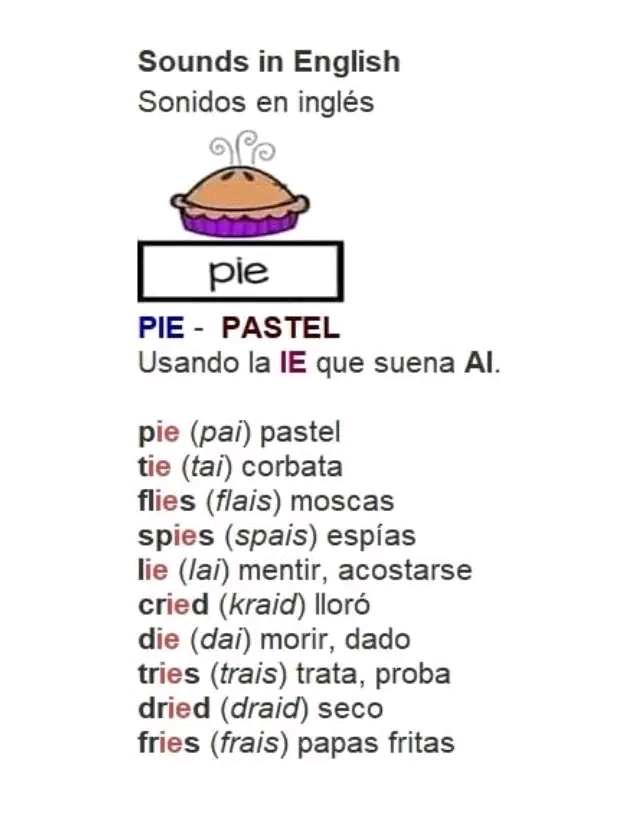 Sounds in English
Sonidos en inglés
pie
PIE - PASTEL
Usando la IE que suena AI.
pie (pai) pastel
tie (tai) corbata
flies (flais) moscas
spies (spais) espías
lie (lai) mentir, acostarse
cried (kraid) lloró
die (dai) morir, dado
tries (trais) trata, proba
dried (draid) seco
fries (frais) papas fritas